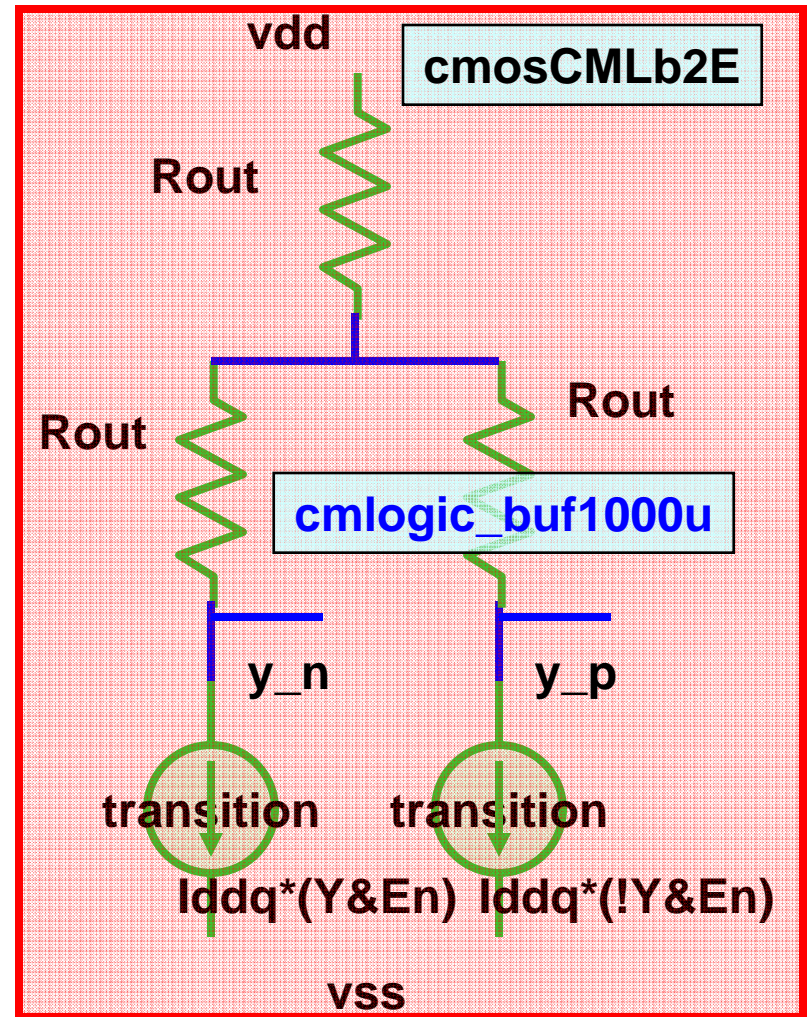 vdd
cmosCMLb2E
Rout
Rout
Rout
cmlogic_buf1000u
y_n
y_p
transition
transition
Iddq*(Y&En)
Iddq*(!Y&En)
vss